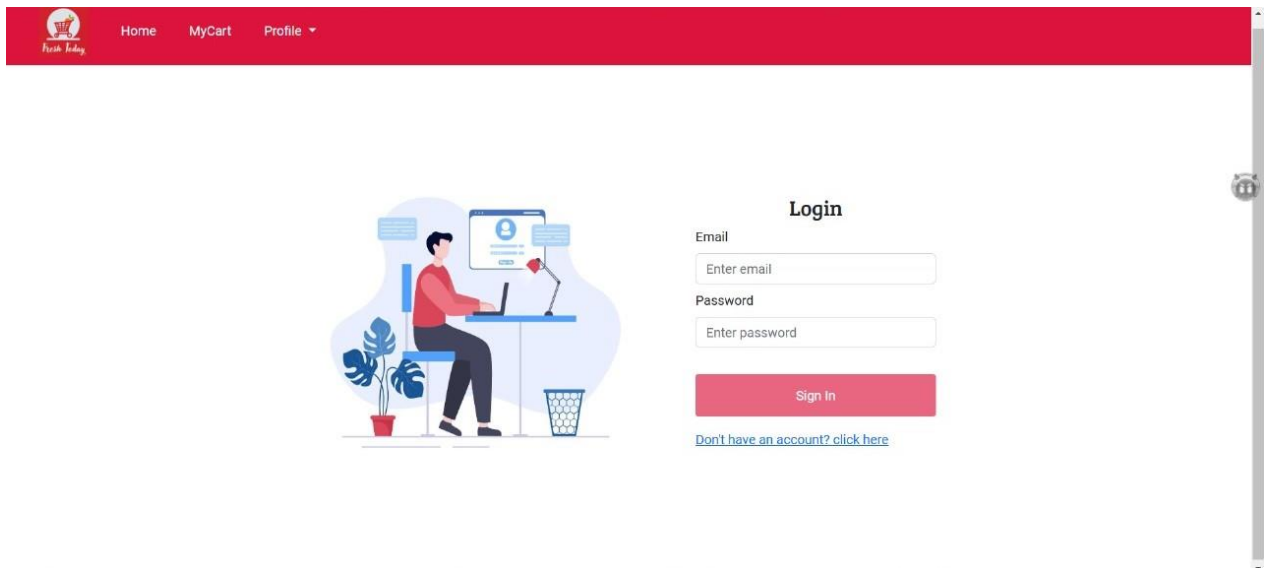 Fresh Today
Home
MyCart
Profile
Login
Email
Enter email
Password
Enter password
Sign In
Don't have an account? click here